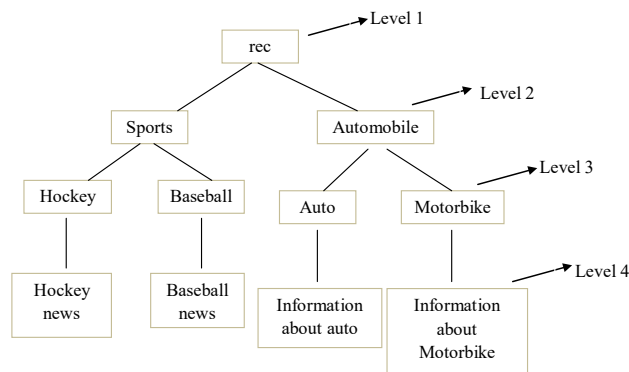 Level 1
rec
Level 2
Sports
Automobile
Level 3
Hockey
Baseball
Auto
Motorbike
Level 4
Hockey
news
Baseball
news
Information
about auto
Information
about
Motorbike